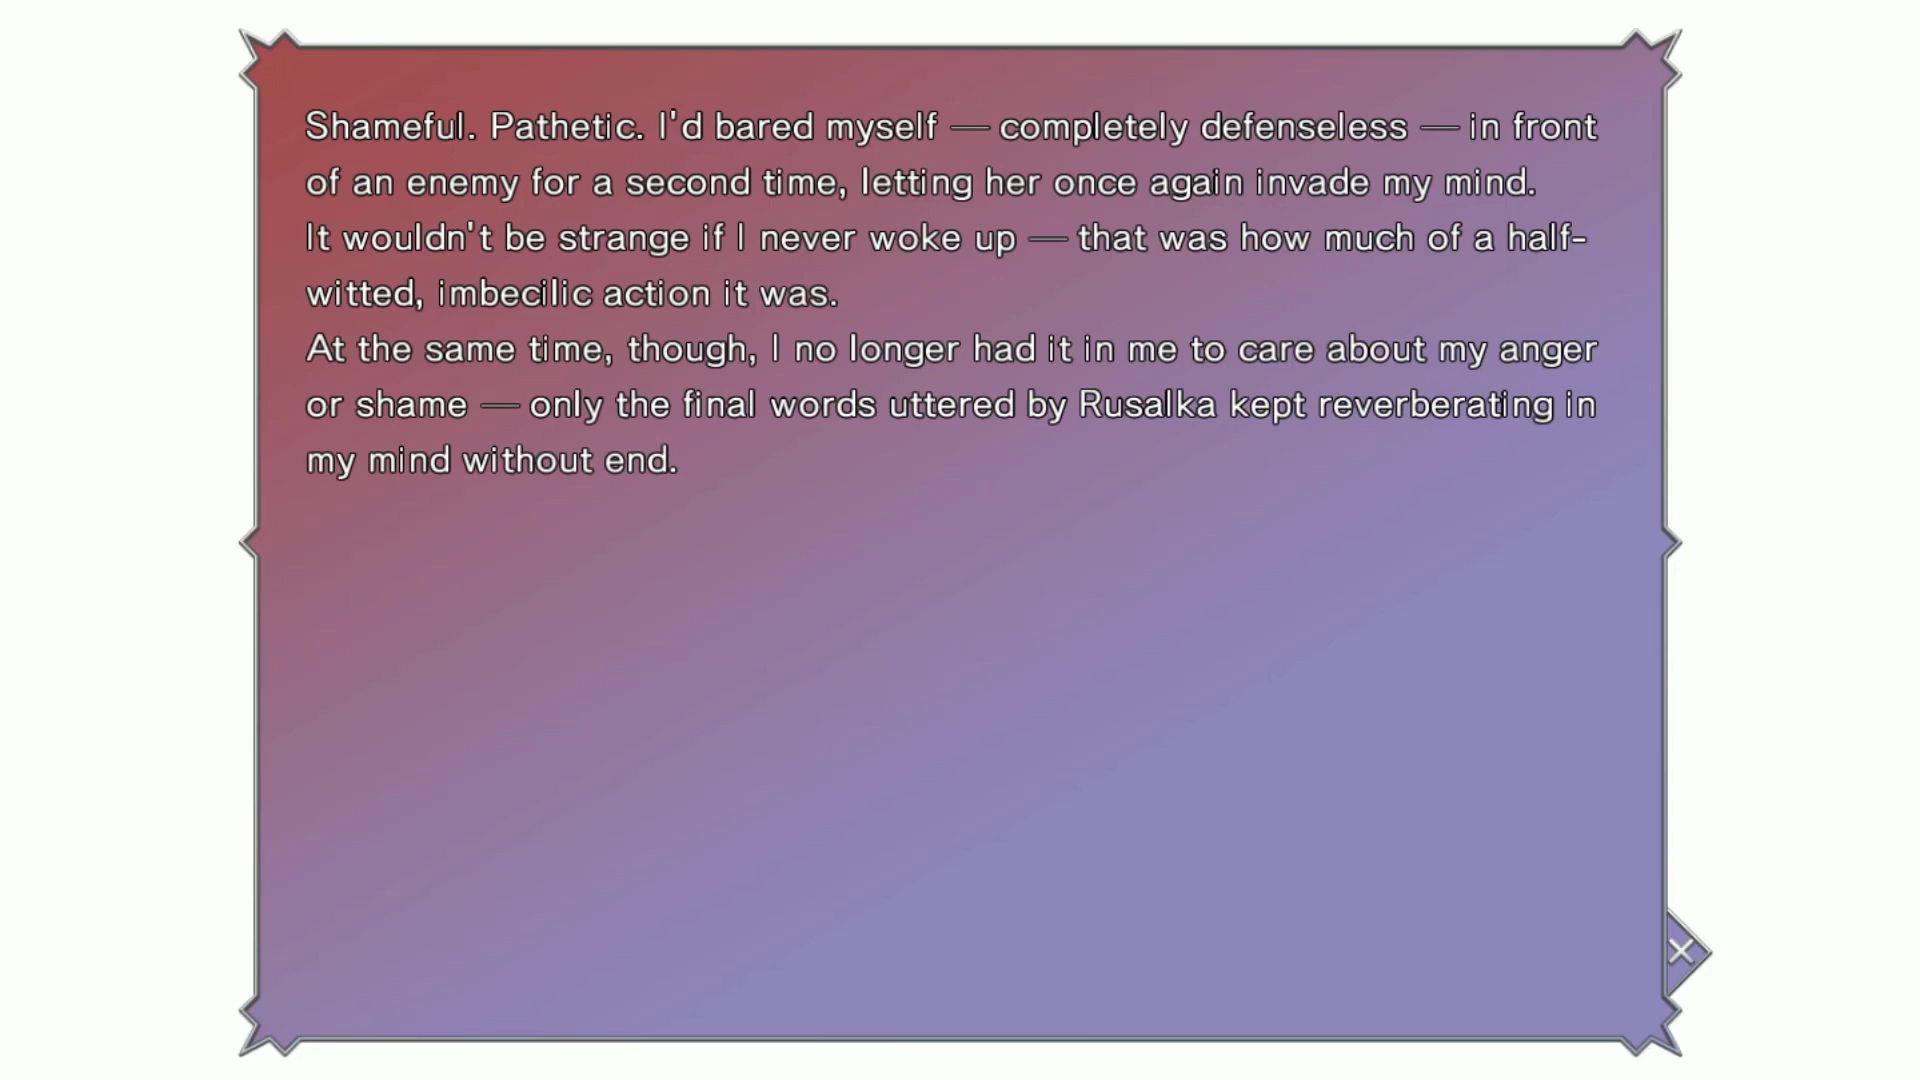 Shameful. Pathetic. I'd bared myself — completely defenseless — in front
of an enemy for a second time, letting her once again invade my mind.
It wouldn't be strange if I never woke up — that was how much of a half-
witted, imbecilic action it was.
At the same time, though, I no longer had it in me to care about my anger
or shame — only the final words uttered by Rusalka kept reverberating in
my mind without end.